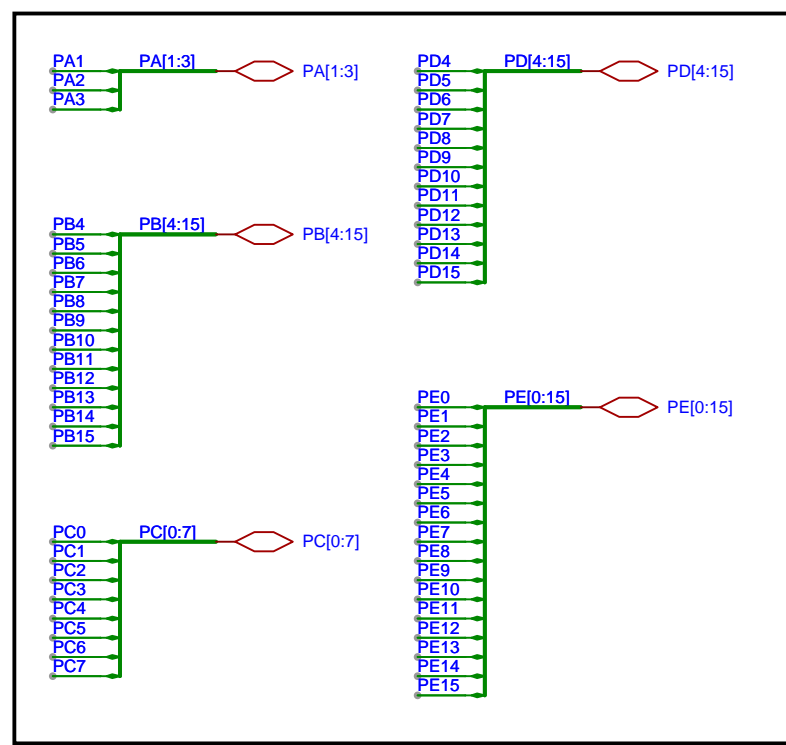 PA1
PA[1:3]
PA[1:3]
PA2
PA3
PB4
PB[4:15]
PB[4:15]
PB5
PB6
PB7
PB8
PB9
PB10
PB11
PB12
PB13
PB14
PB15
PC0
PC[0:7]
PC[0:7]
PC1
PC2
PC3
PC4
PC5
PC6
PC7
PD4
PD[4:15]
PD[4:15]
PD5
PD6
PD7
PD8
PD9
PD10
PD11
PD12
PD13
PD14
PD15
PE0
PE[0:15]
PE[0:15]
PE1
PE2
PE3
PE4
PE5
PE6
PE7
PE8
PE9
PE10
PE11
PE12
PE13
PE14
PE15